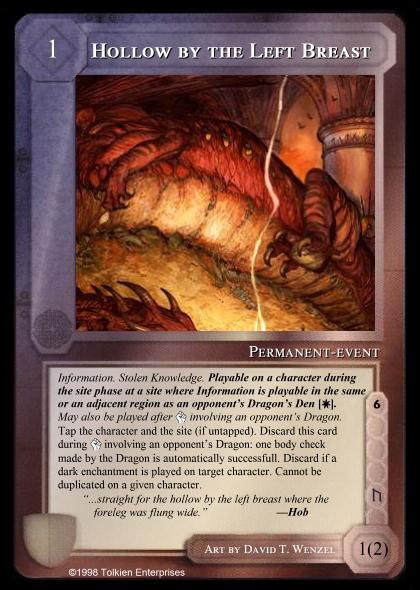 1
HOLLOW BY THE LEFT BREAST
PERMANENT-EVENT
Information. Stolen Knowledge. Playable on a character during
the site phase at a site where Information is playable in the same
or an adjacent region as an opponent's Dragon's Den [☀].
May also be played after involving an opponent's Dragon.
Tap the character and the site (if untapped). Discard this card
during involving an opponent's Dragon: one body check
made by the Dragon is automatically successful. Discard if a
dark enchantment is played on target character. Cannot be
duplicated on a given character.
"...straight for the hollow by the left breast where the
foreleg was flung wide." —Hob
6
ART BY DAVID T. WENZEL
1(2)
©1998 Tolkien Enterprises